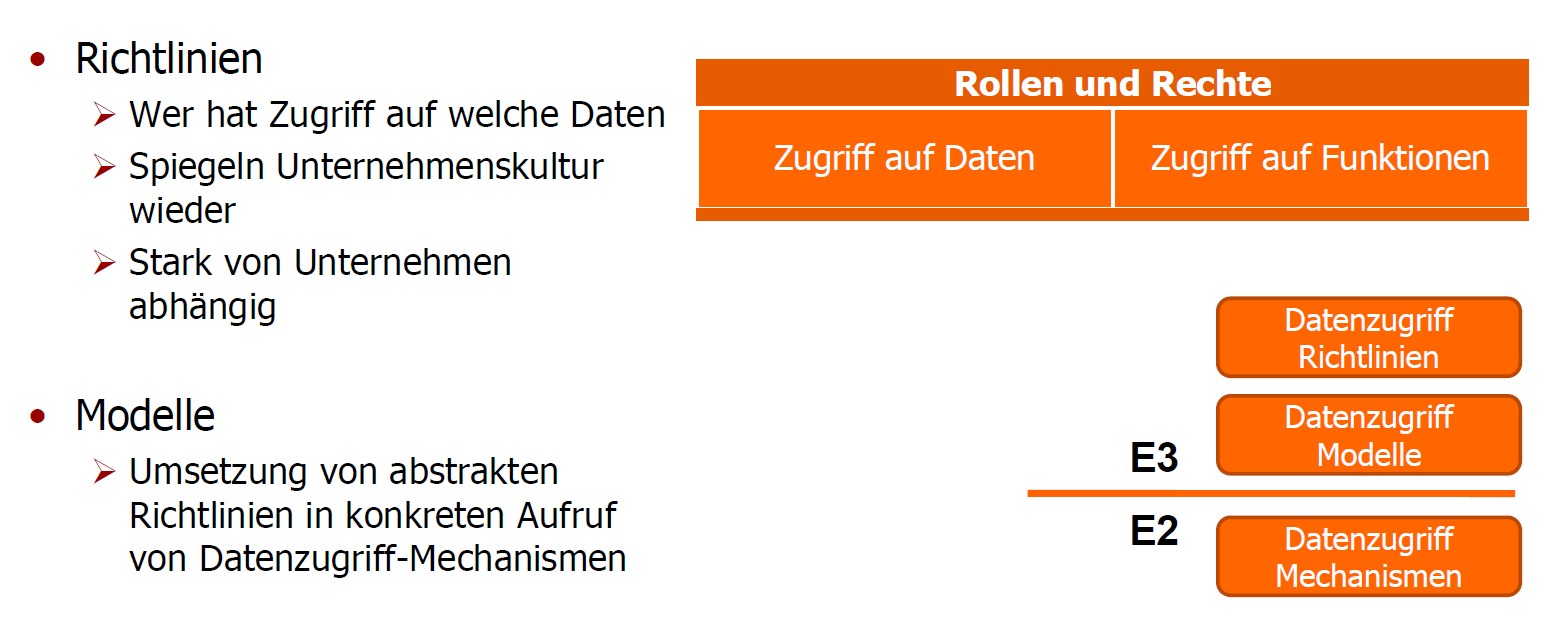 Richtlinien
Wer hat Zugriff auf welche Daten
Spiegeln Unternehmenskultur
wieder
Stark von Unternehmen
abhängig
Modelle
Umsetzung von abstrakten
Richtlinien in konkreten Aufruf
von Datenzugriff-Mechanismen
Rollen und Rechte
Zugriff auf Daten
Zugriff auf Funktionen
Datenzugriff
Richtlinien
Datenzugriff
Modelle
E3
E2
Datenzugriff
Mechanismen